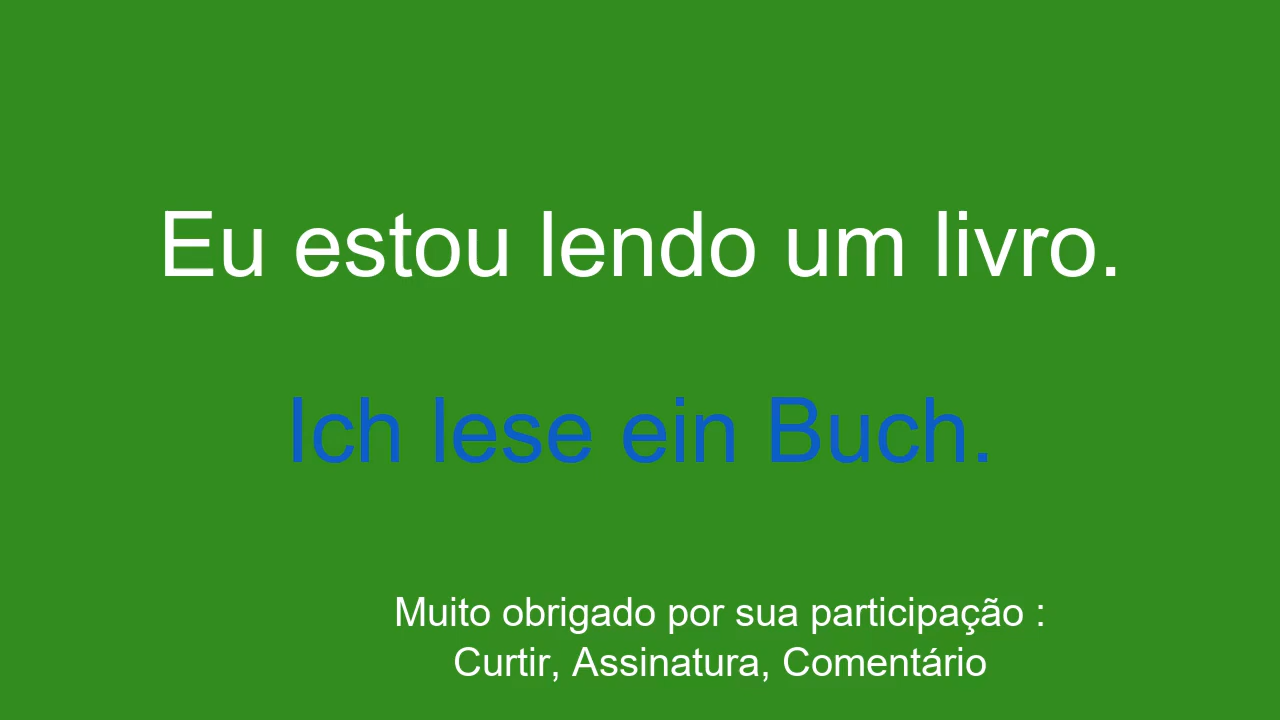 Eu estou lendo um livro.
Ich lese ein Buch.
Muito obrigado por sua participação :
Curtir, Assinatura, Comentário